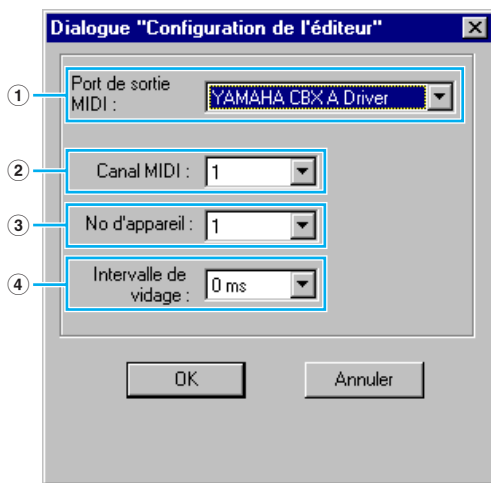 Dialogue "Configuration de l'éditeur"
① Port de sortie
MIDI : YAMAHA CBX A Driver
② Canal MIDI : 1
③ No d'appareil : 1
④ Intervalle de
vidage : 0 ms
OK Annuler